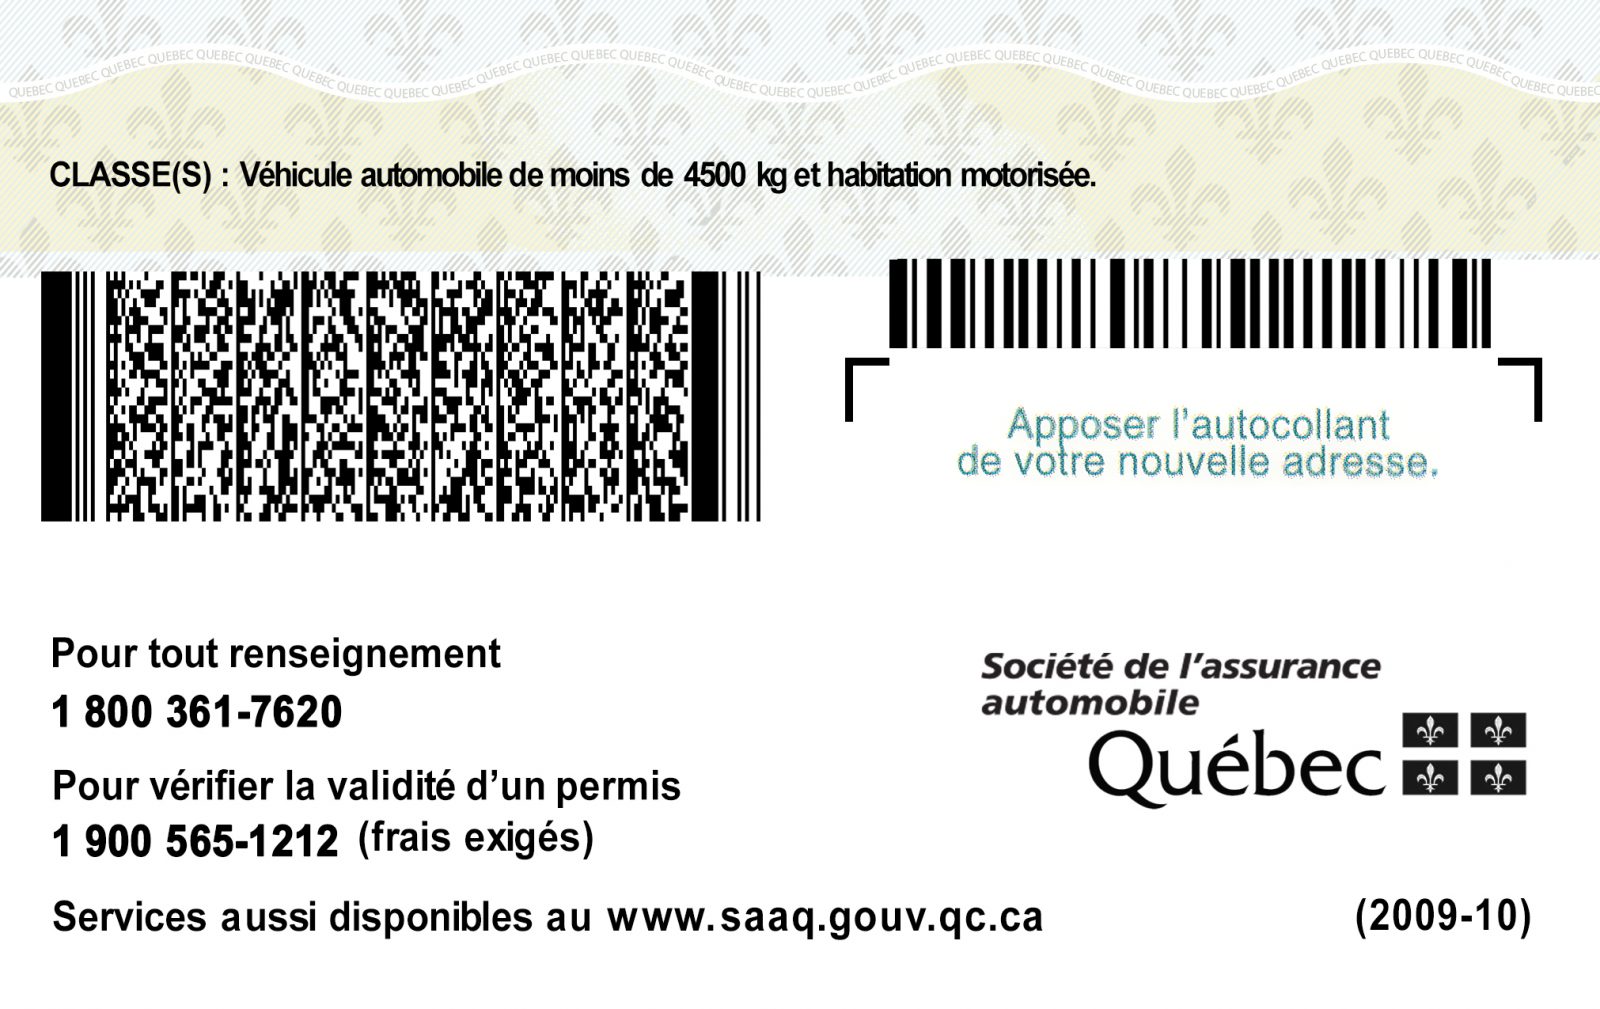 QUEBEC QUEBEC QUEBEC QUEBEC QUEBEC QUEBEC QUEBEC QUEBEC QUEBEC QUEBEC QUEBEC QUEBEC QUEBEC QUEBEC QUEBEC QUEBEC QUEBEC QUEBEC QUEBEC QUEBEC QUEBEC QUEBEC QUEBEC QUEBEC QUEBEC QUEBEC QUEBEC QUEBEC QUEBEC QUEBEC QUEBEC QUEBEC QUEBEC QUEBEC
CLASSE(S) : Véhicule automobile de moins de 4500 kg et habitation motorisée.
Apposer l'autocollant
de votre nouvelle adresse.
Pour tout renseignement
1 800 361-7620
Pour vérifier la validité d’un permis
1 900 565-1212 (frais exigés)
Services aussi disponibles au www.saaq.gouv.qc.ca
Société de l’assurance
automobile
Québec
(2009-10)